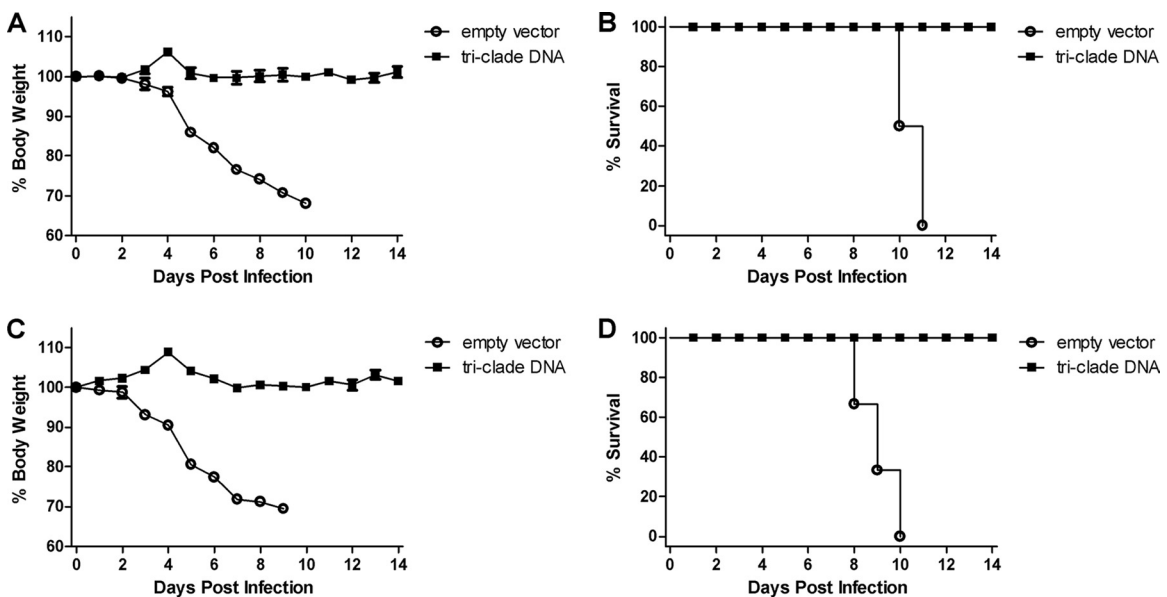 A
% Body Weight
110
100
90
80
70
60
0 2 4 6 8 10 12 14
Days Post Infection
empty vector
tri-clade DNA
B
% Survival
100
80
60
40
20
0
0 2 4 6 8 10 12 14
Days Post Infection
empty vector
tri-clade DNA
C
% Body Weight
110
100
90
80
70
60
0 2 4 6 8 10 12 14
Days Post Infection
empty vector
tri-clade DNA
D
% Survival
100
80
60
40
20
0
0 2 4 6 8 10 12 14
Days Post Infection
empty vector
tri-clade DNA